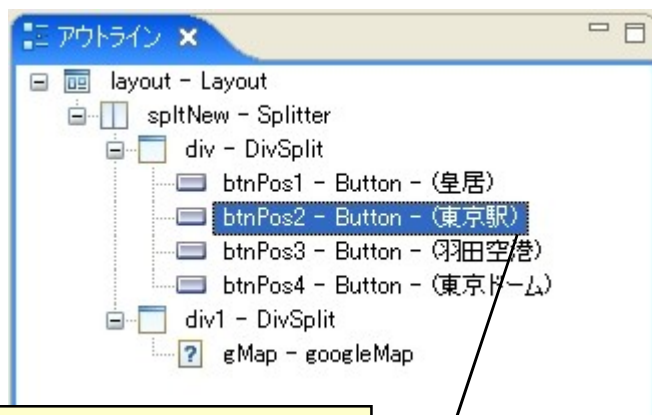 アウトライン
layout - Layout
spltNew - Splitter
div - DivSplit
btnPos1 - Button - (皇居)
btnPos2 - Button - (東京駅)
btnPos3 - Button - (羽田空港)
btnPos4 - Button - (東京ドーム)
div1 - DivSplit
gMap - googleMap